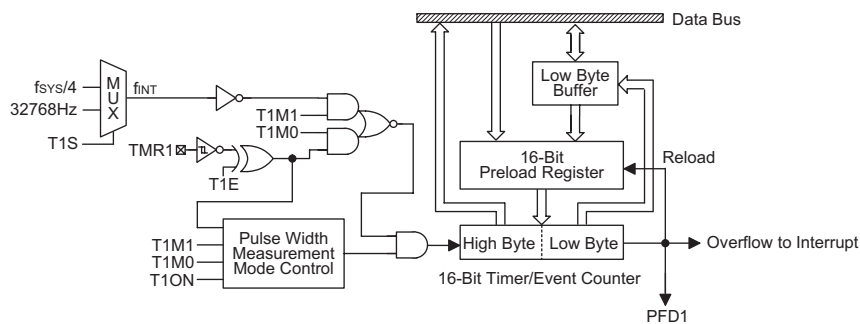 Data Bus
fSYS/4
32768Hz
MUX
fINT
T1S
T1M1
T1M0
TMR1
T1E
Low Byte
Buffer
16-Bit
Preload Register
Reload
T1M1
T1M0
T1ON
Pulse Width
Measurement
Mode Control
High Byte
Low Byte
Overflow to Interrupt
16-Bit Timer/Event Counter
PFD1